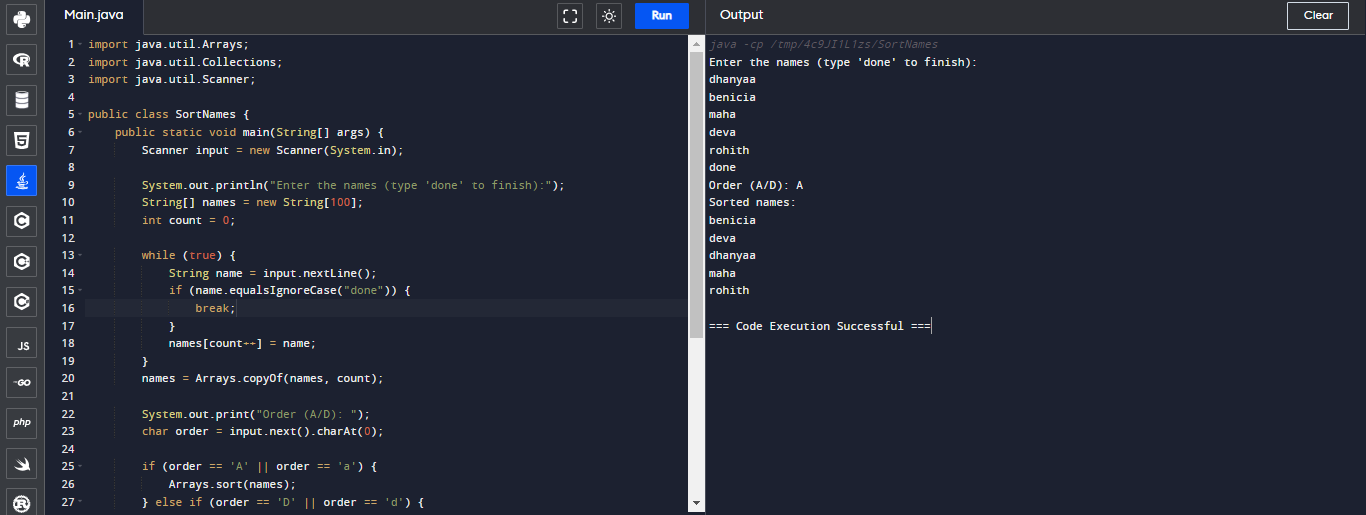 Main.java
Run
Output
Clear
1 import java.util.Arrays;
2 import java.util.Collections;
3 import java.util.Scanner;
4
5 public class SortNames {
6 public static void main(String[] args) {
7 Scanner input = new Scanner(System.in);
8
9 System.out.println("Enter the names (type 'done' to finish):");
10 String[] names = new String[100];
11 int count = 0;
12
13 while (true) {
14 String name = input.nextLine();
15 if (name.equalsIgnoreCase("done")) {
16 break;
17 }
18 names[count++] = name;
19 }
20 names = Arrays.copyOf(names, count);
21
22 System.out.print("Order (A/D): ");
23 char order = input.next().charAt(0);
24
25 if (order == 'A' || order == 'a') {
26 Arrays.sort(names);
27 } else if (order == 'D' || order == 'd') {
java -cp /tmp/4c9JI1L1zs/SortNames
Enter the names (type 'done' to finish):
dhanyaa
benicia
maha
deva
rohith
done
Order (A/D): A
Sorted names:
benicia
deva
dhanyaa
maha
rohith
=== Code Execution Successful ===
R
5
C
C
C
JS
GO
php